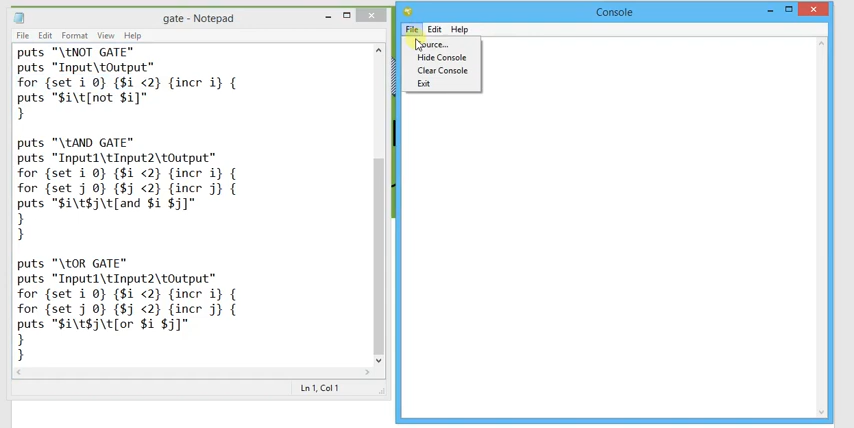 gate - Notepad
File Edit Format View Help
puts "\tNOT GATE"
puts "Input\tOutput"
for {set i 0} {$i <2} {incr i} {
puts "$i\t[not $i]"
}
puts "\tAND GATE"
puts "Input1\tInput2\tOutput"
for {set i 0} {$i <2} {incr i} {
for {set j 0} {$j <2} {incr j} {
puts "$i\t$j\t[and $i $j]"
}
}
puts "\tOR GATE"
puts "Input1\tInput2\tOutput"
for {set i 0} {$i <2} {incr i} {
for {set j 0} {$j <2} {incr j} {
puts "$i\t$j\t[or $i $j]"
}
}
Ln 1, Col 1
Console
File Edit Help
Source...
Hide Console
Clear Console
Exit